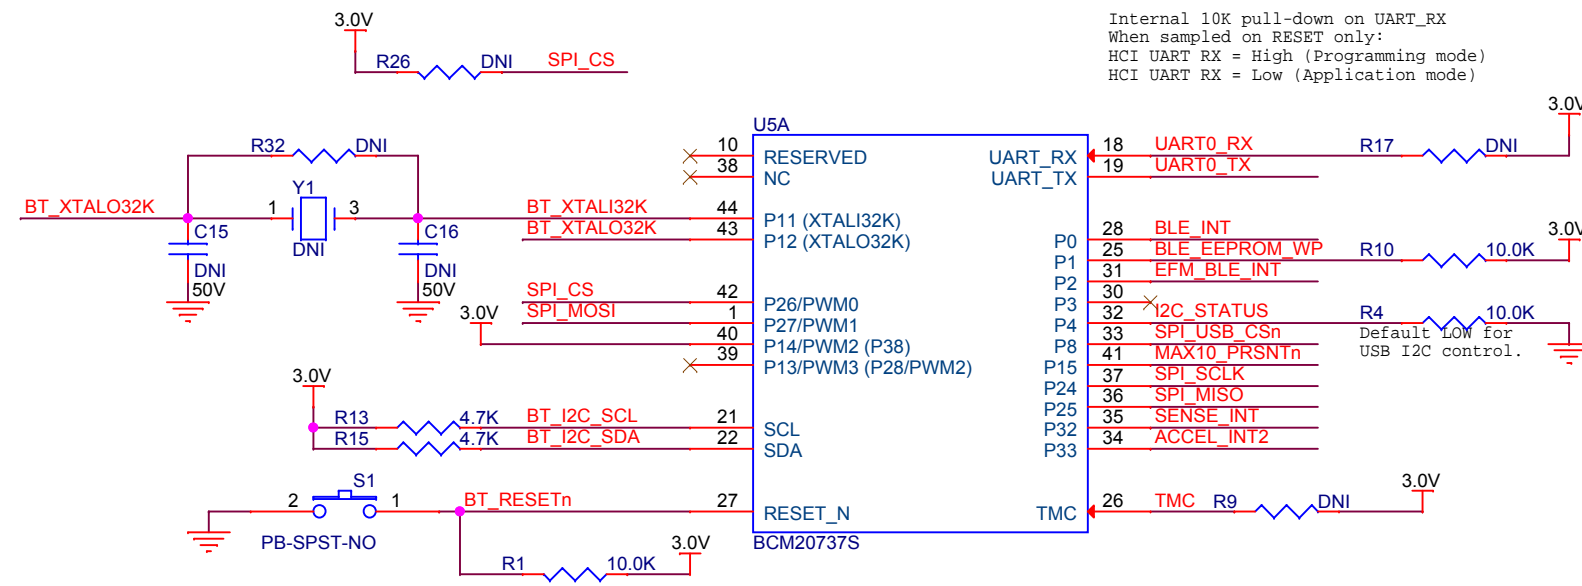 Internal 10K pull-down on UART_RX
When sampled on RESET only:
HCI UART RX = High (Programming mode)
HCI UART RX = Low (Application mode)
3.0V
R26 DNI SPI_CS
3.0V
U5A
R32 DNI
10 RESERVED UART_RX 18 UART0_RX R17 DNI
38 NC UART_TX 19 UART0_TX
Y1
BT_XTALO32K 1 3 BT_XTALI32K 44 P11 (XTALI32K)
C15 C16 BT_XTALO32K 43 P12 (XTALO32K) P0 28 BLE_INT
3.0V
DNI
P1 25 BLE_EEPROM_WP R10 10.0K
DNI DNI P2 31 EFM_BLE_INT
50V 50V
SPI_CS 42 P26/PWM0 P3 30
3.0V SPI_MOSI 1 P27/PWM1 P4 32 I2C_STATUS R4 10.0K
40 P14/PWM2 (P38) P8 33 SPI_USB_CSn Default LOW for
39 P13/PWM3 (P28/PWM2) P15 41 MAX10_PRSNTn USB I2C control.
3.0V
P24 37 SPI_SCLK
P25 36 SPI_MISO
R13 4.7K BT_I2C_SCL 21 SCL P32 35 SENSE_INT
R15 4.7K BT_I2C_SDA 22 SDA P33 34 ACCEL_INT2
S1
3.0V
2 1 BT_RESETn 27 RESET_N TMC 26 TMC R9 DNI
PB-SPST-NO 3.0V BCM20737S
R1 10.0K